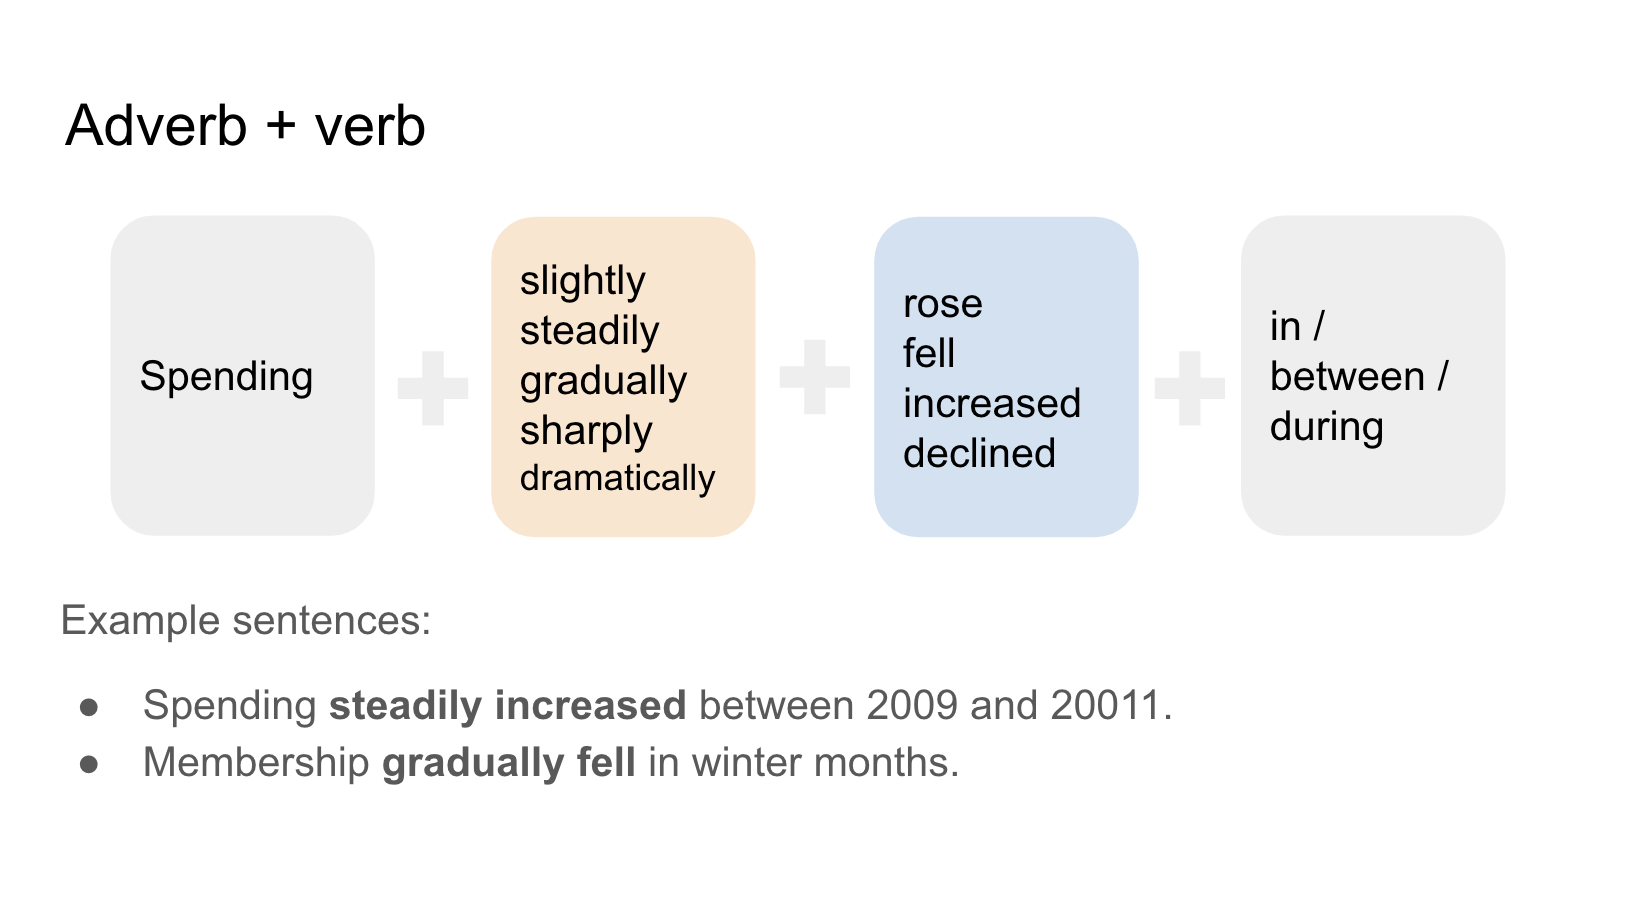 Adverb + verb
Spending
slightly
steadily
gradually
sharply
dramatically
rose
fell
increased
declined
in /
between /
during
Example sentences:
● Spending steadily increased between 2009 and 20011.
● Membership gradually fell in winter months.